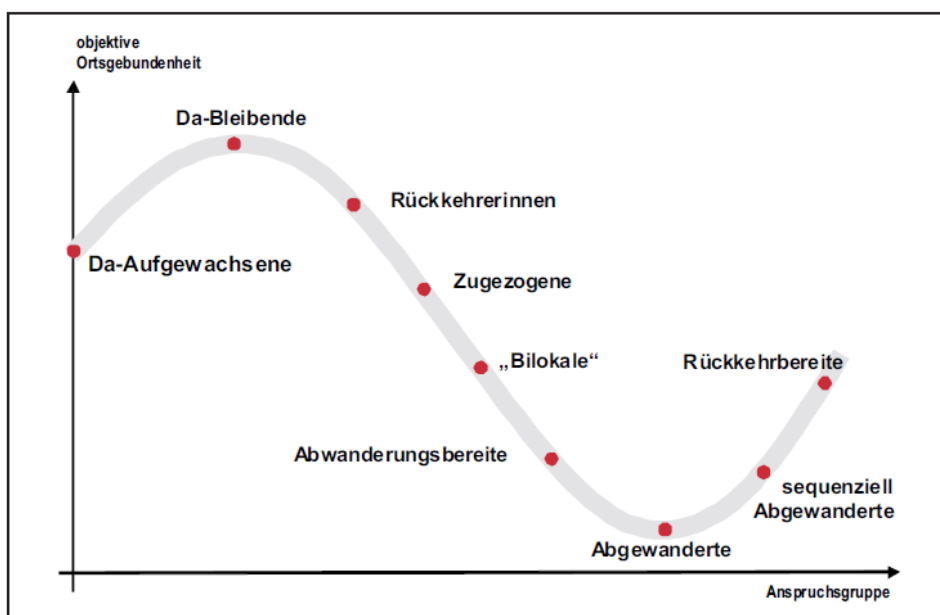 objektive
Ortsgebundenheit
Da-Bleibende
Rückkehrerinnen
Da-Aufgewachsene
Zugezogene
„Bilokale“
Rückkehrbereite
Abwanderungsbereite
sequenziell
Abgewanderte
Abgewanderte
Anspruchsgruppe